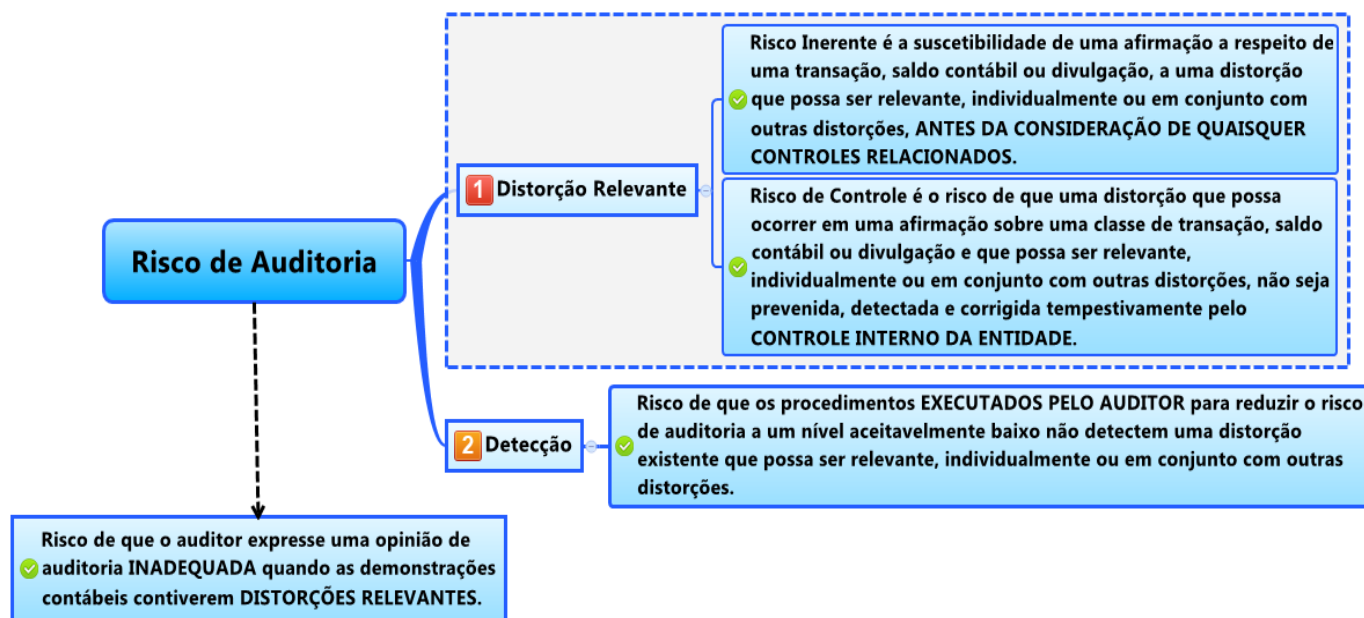 Risco de Auditoria
Risco de que o auditor expresse uma opinião de
auditoria INADEQUADA quando as demonstrações
contábeis contiverem DISTORÇÕES RELEVANTES.
1 Distorção Relevante
Risco Inerente é a suscetibilidade de uma afirmação a respeito de
uma transação, saldo contábil ou divulgação, a uma distorção
que possa ser relevante, individualmente ou em conjunto com
outras distorções, ANTES DA CONSIDERAÇÃO DE QUAISQUER
CONTROLES RELACIONADOS.
Risco de Controle é o risco de que uma distorção que possa
ocorrer em uma afirmação sobre uma classe de transação, saldo
contábil ou divulgação e que possa ser relevante,
individualmente ou em conjunto com outras distorções, não seja
prevenida, detectada e corrigida tempestivamente pelo
CONTROLE INTERNO DA ENTIDADE.
2 Detecção
Risco de que os procedimentos EXECUTADOS PELO AUDITOR para reduzir o risco
de auditoria a um nível aceitavelmente baixo não detectem uma distorção
existente que possa ser relevante, individualmente ou em conjunto com outras
distorções.